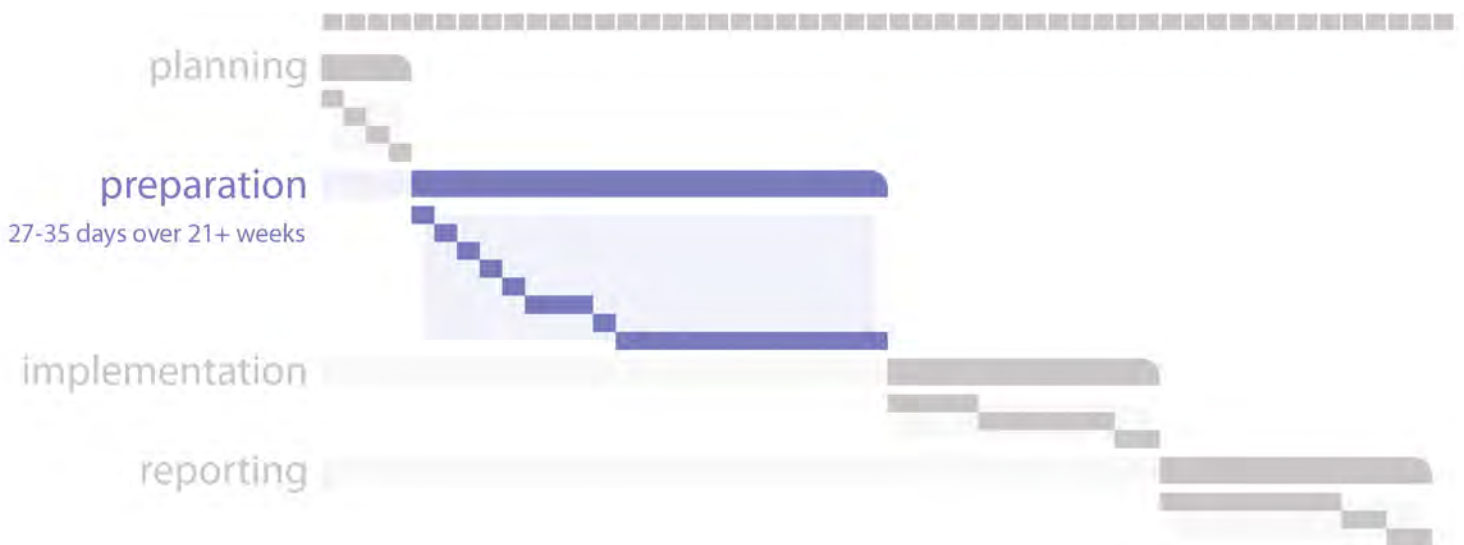 planning
preparation
27-35 days over 21+ weeks
implementation
reporting